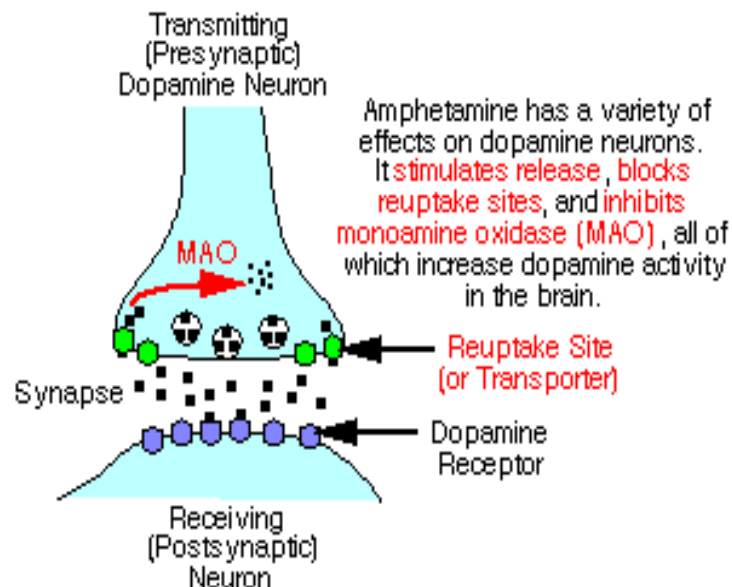 Transmitting
(Presynaptic)
Dopamine Neuron
Amphetamine has a variety of
effects on dopamine neurons.
It stimulates release, blocks
reuptake sites, and inhibits
monoamine oxidase (MAO), all of
which increase dopamine activity
in the brain.
MAO
Reuptake Site
(or Transporter)
Synapse
Dopamine
Receptor
Receiving
(Postsynaptic)
Neuron